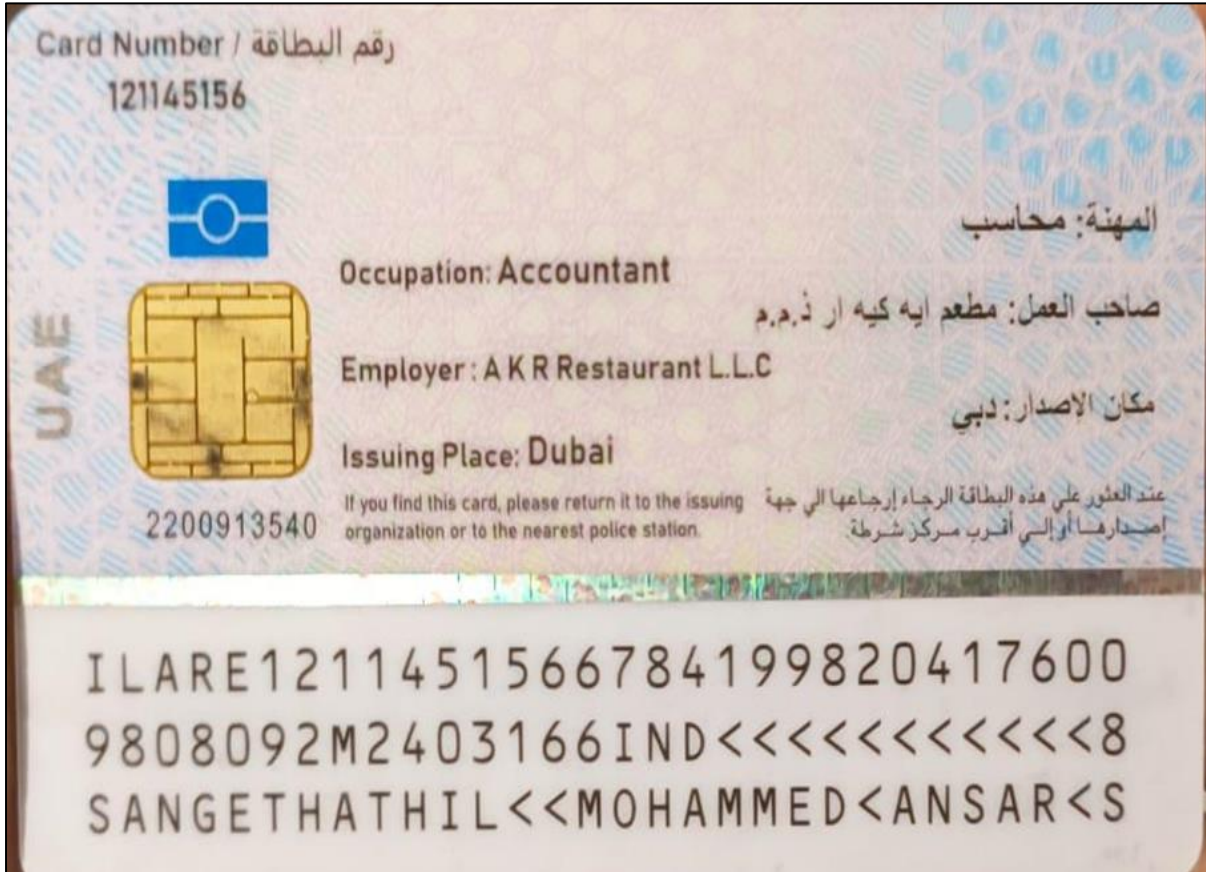 Card Number / رقم البطاقة
121145156
المهنة: محاسب
Occupation: Accountant
صاحب العمل: مطعم ايه كيه ار ذ.م.م
Employer : A K R Restaurant L.L.C
مكان الاصدار: دبي
Issuing Place: Dubai
UAE
If you find this card, please return it to the issuing
organization or to the nearest police station.
عند العثور علي هذه البطاقة الرجاء إرجاعها الي جهة
إصدارها أو إلي أقرب مركز شرطة
2200913540
ILARE1211451566784199820417600
9808092M2403166IND<<<<<<<<<<<8
SANGETHATHIL<<MOHAMMED<ANSAR<S